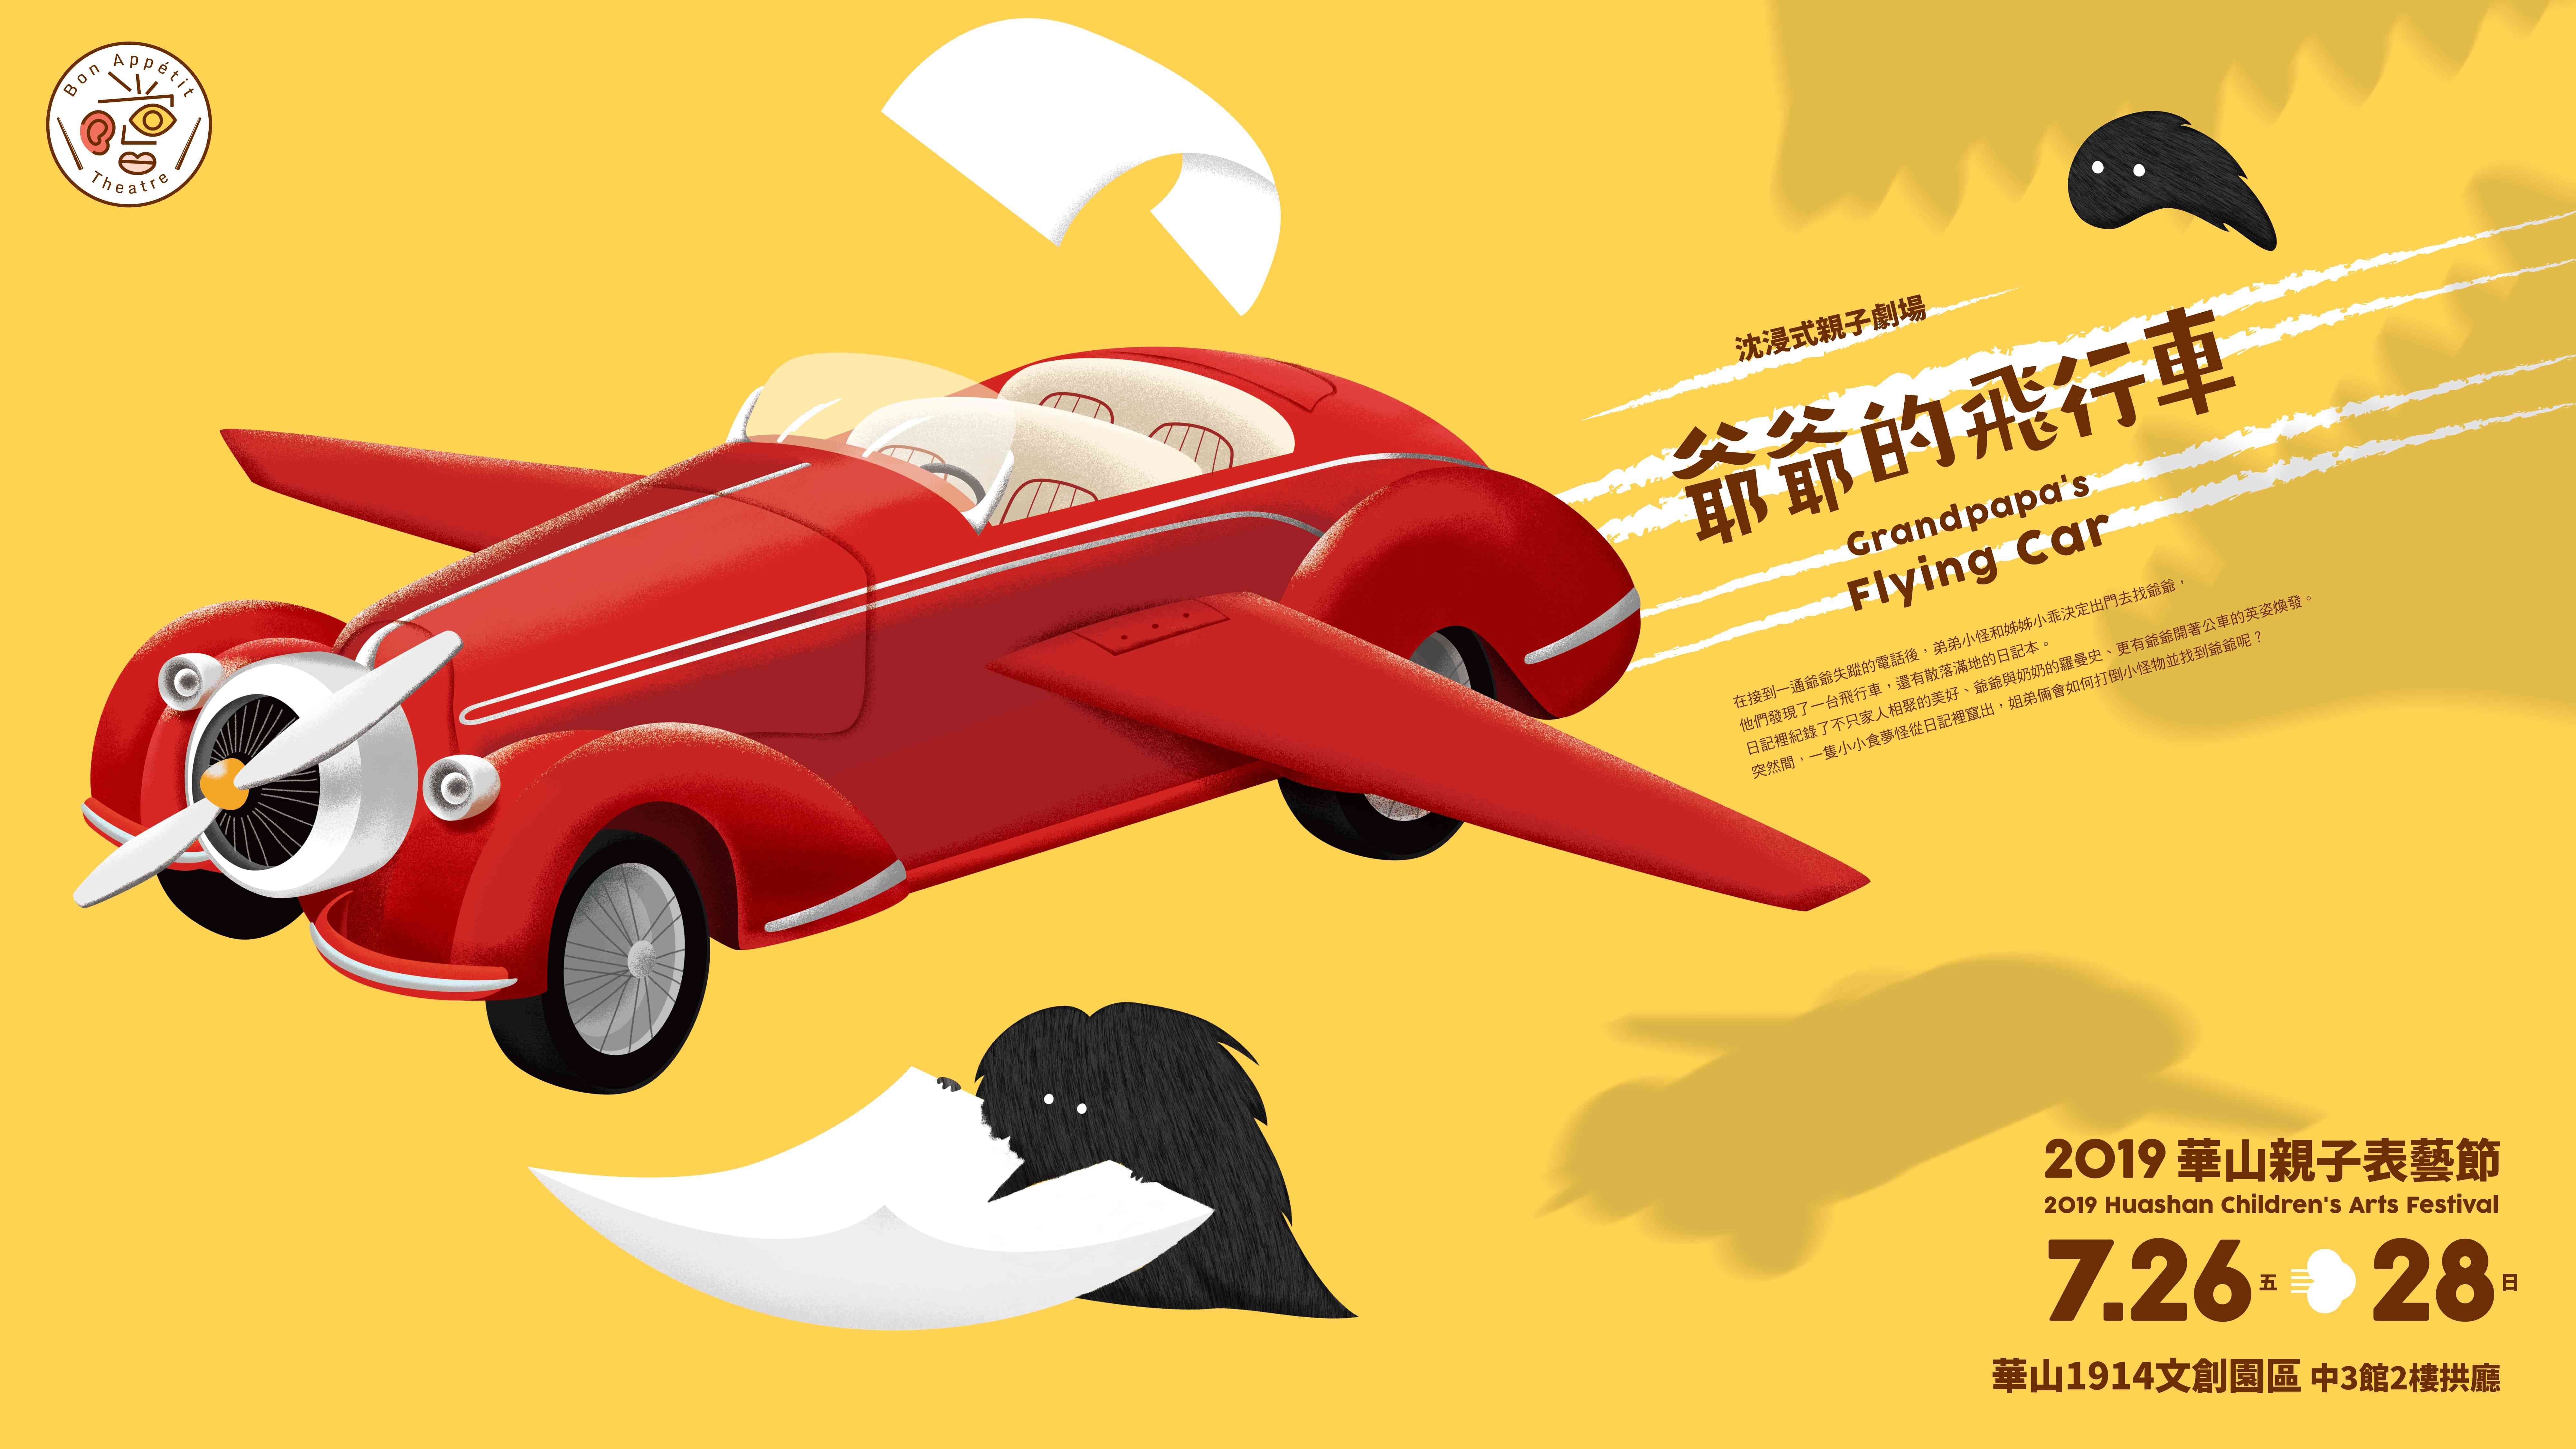 Bon Appétit
Theatre
沈浸式親子劇場
爺爺的飛行車
Grandpapa's
Flying Car
在接到一通爺爺失蹤的電話後，弟弟小怪和姊姊小乖決定出門去找爺爺，
他們發現了一台飛行車，還有散落滿地的日記本。
日記裡紀錄了不只家人相聚的美好、爺爺與奶奶的羅曼史、更有爺爺開著公車的英姿煥發。
突然間，一隻小小食夢怪從日記裡竄出，姐弟倆會如何打倒小怪物並找到爺爺呢？
2019 華山親子表藝節
2019 Huashan Children's Arts Festival
7.26 五 28 日
華山1914文創園區 中3館2樓拱廳